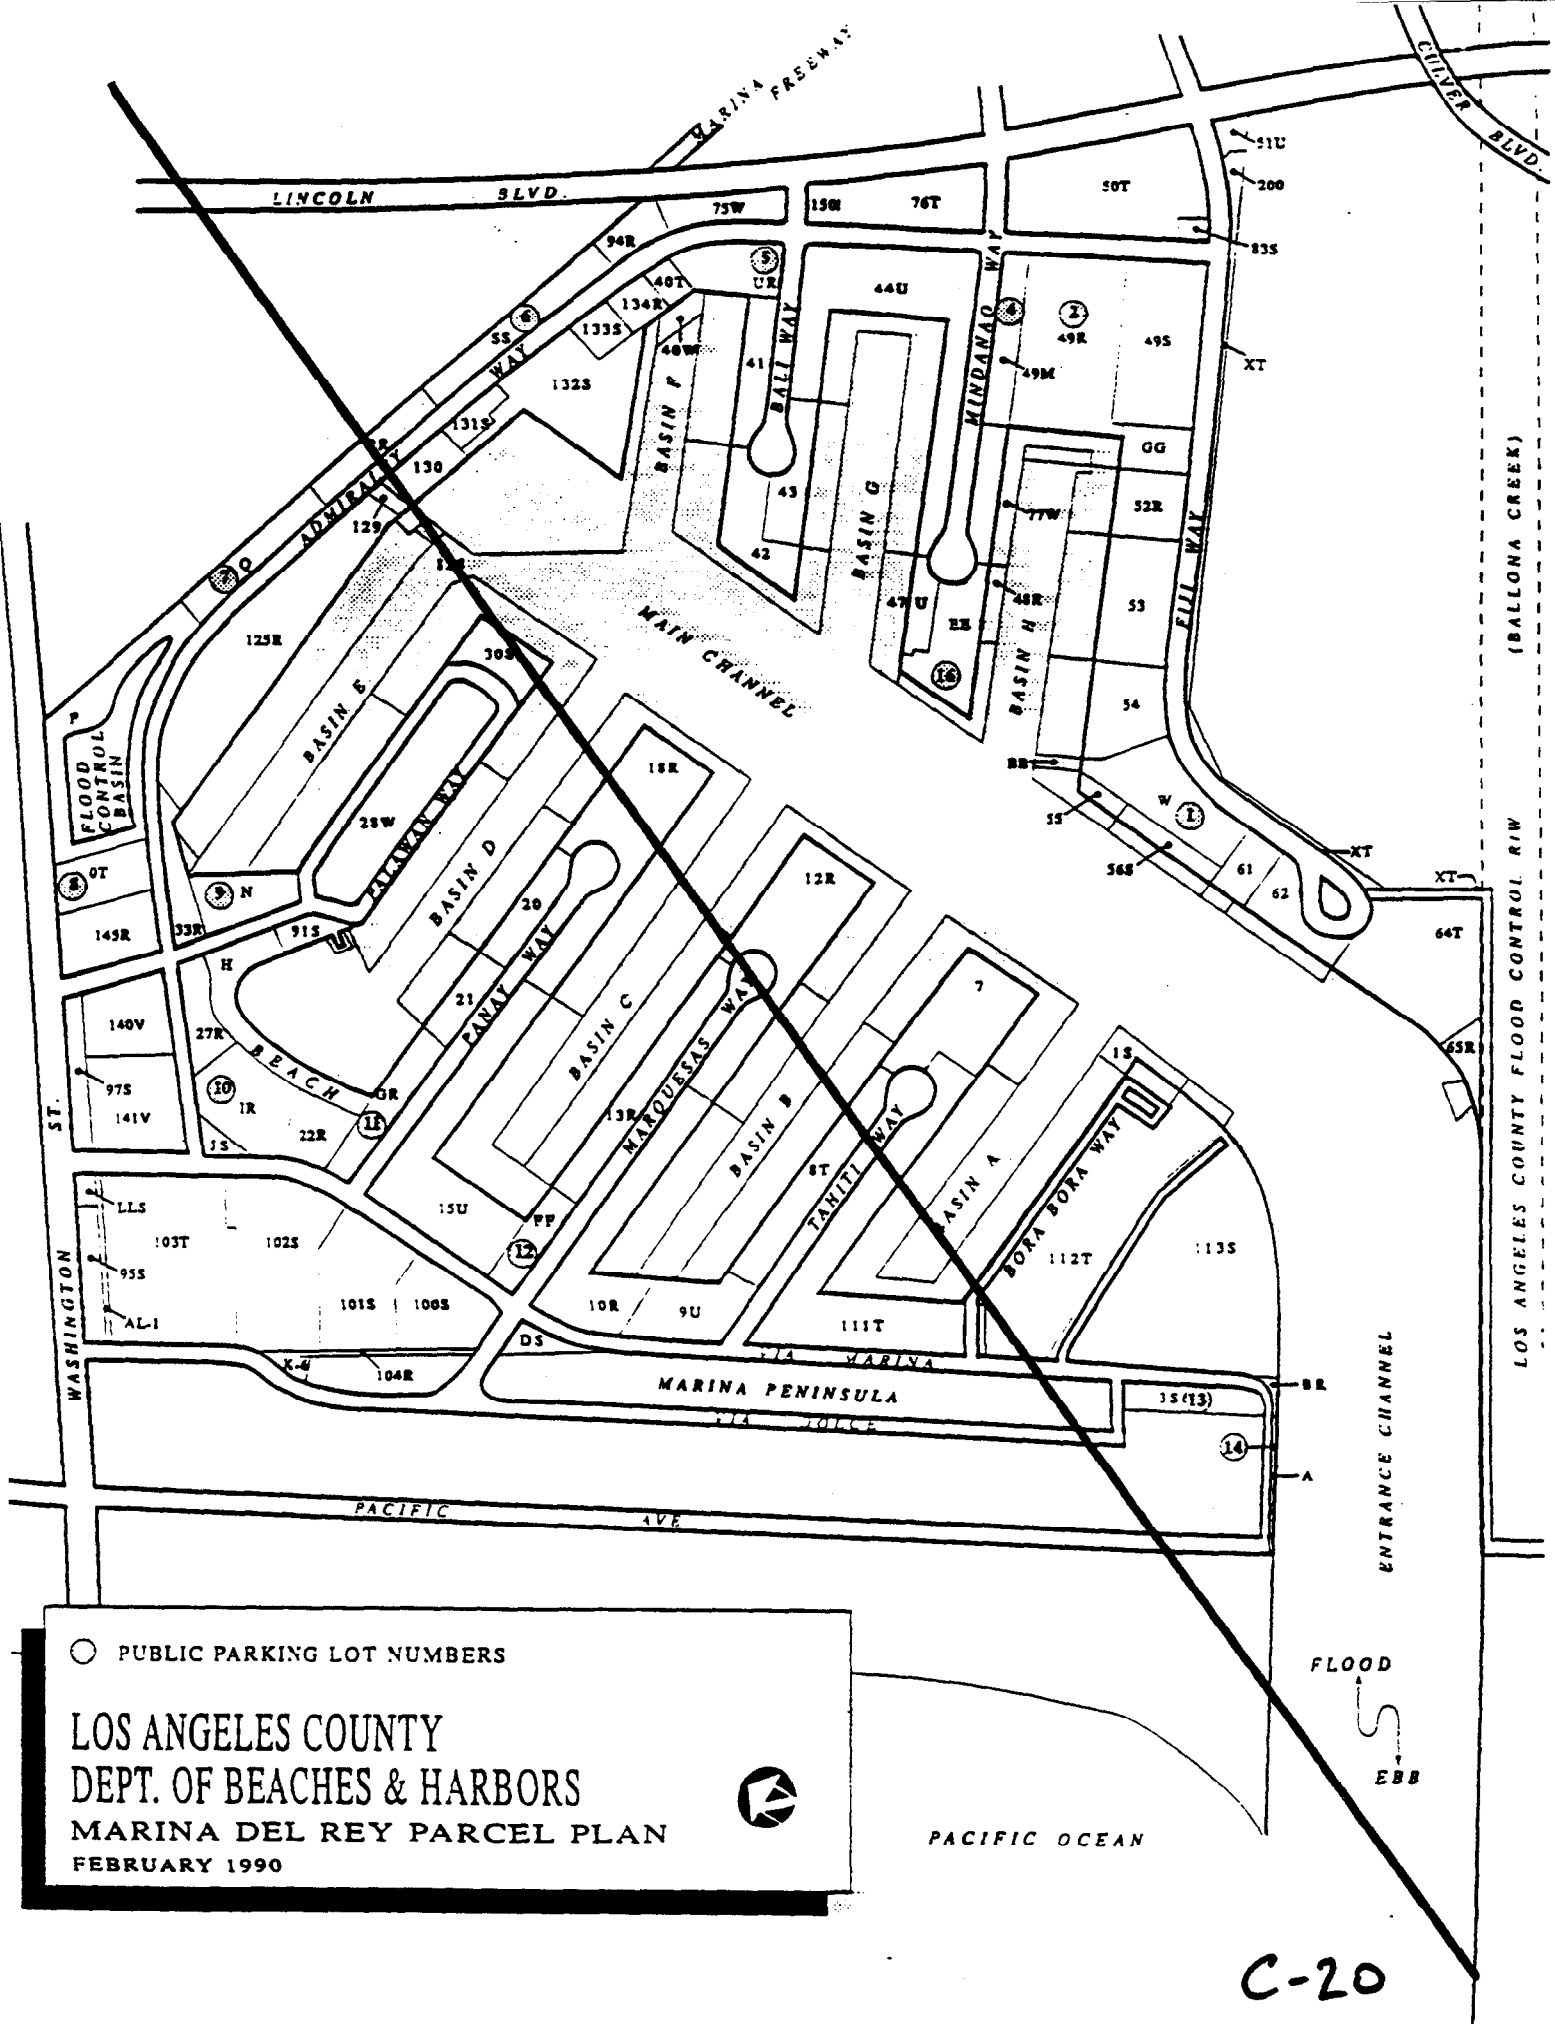 MARINA FREEWAY
CULVER BLVD.
LINCOLN BLVD.
51U
200
50T
75W
150
76T
83S
94R
5
UR
40T
134R
133S
44U
4
2
49R
49S
6
SS
WAY
40W
132S
41
BALI WAY
MINDANAO WAY
49M
XT
BASIN F
131S
130
ADMIRALTY
129
GG
52R
43
42
BASIN G
77W
FIJI WAY
(BALLONA CREEK)
7
Q
125R
MAIN CHANNEL
47U
EE
48R
53
16
BASIN H
54
30S
BASIN E
P
FLOOD CONTROL BASIN
18R
BB
55
W
1
56S
61
62
XT
XT
64T
65R
28W
PALAWAN WAY
BASIN D
12R
8
OT
9
N
20
145R
33R
91S
H
PANAY WAY
21
7
140V
27R
BEACH
BASIN C
MARQUESAS WAY
1S
97S
141V
10
IR
GR
11
22R
JS
13R
BASIN B
8T
TAHITI WAY
BASIN A
BORA BORA WAY
LOS ANGELES COUNTY FLOOD CONTROL R/W
WASHINGTON ST.
LLS
103T
102S
15U
FF
12
112T
113S
95S
AL-1
101S
100S
10R
9U
111T
DS
K-6
104R
VIA MARINA
MARINA PENINSULA
BR
3S(13)
VIA DOLCE
14
A
ENTRANCE CHANNEL
PACIFIC AVE
FLOOD
EBB
PUBLIC PARKING LOT NUMBERS
LOS ANGELES COUNTY
DEPT. OF BEACHES & HARBORS
MARINA DEL REY PARCEL PLAN
FEBRUARY 1990
PACIFIC OCEAN
C-20